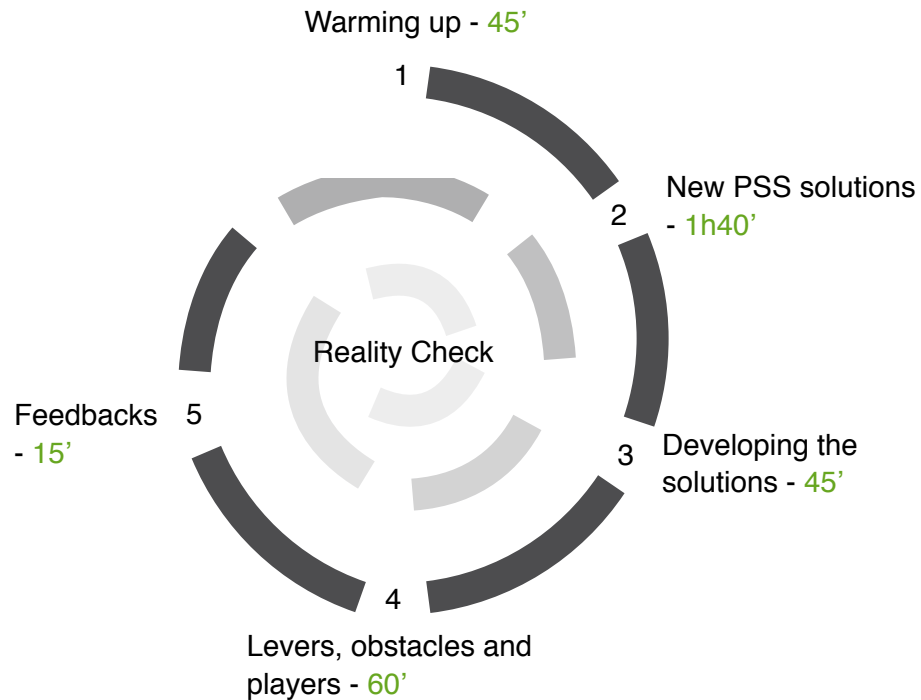 Warming up - 45’
1
2
New PSS solutions
- 1h40’
Reality Check
3
Developing the
solutions - 45’
4
Levers, obstacles and
players - 60’
5
Feedbacks
- 15’